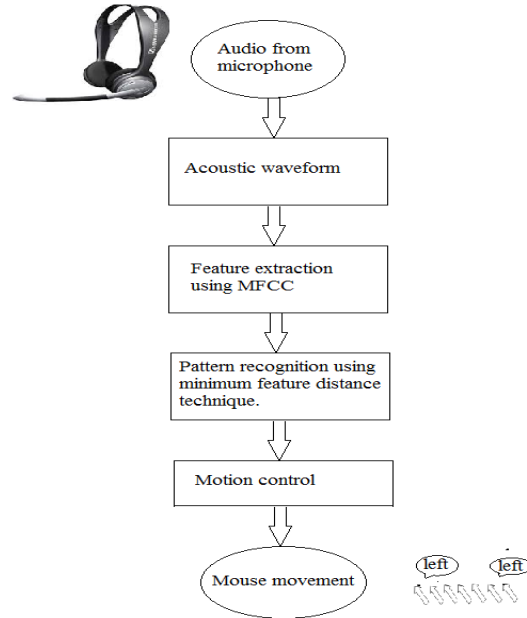 Audio from
microphone
Acoustic waveform
Feature extraction
using MFCC
Pattern recognition using
minimum feature distance
technique.
Motion control
Mouse movement
left
left